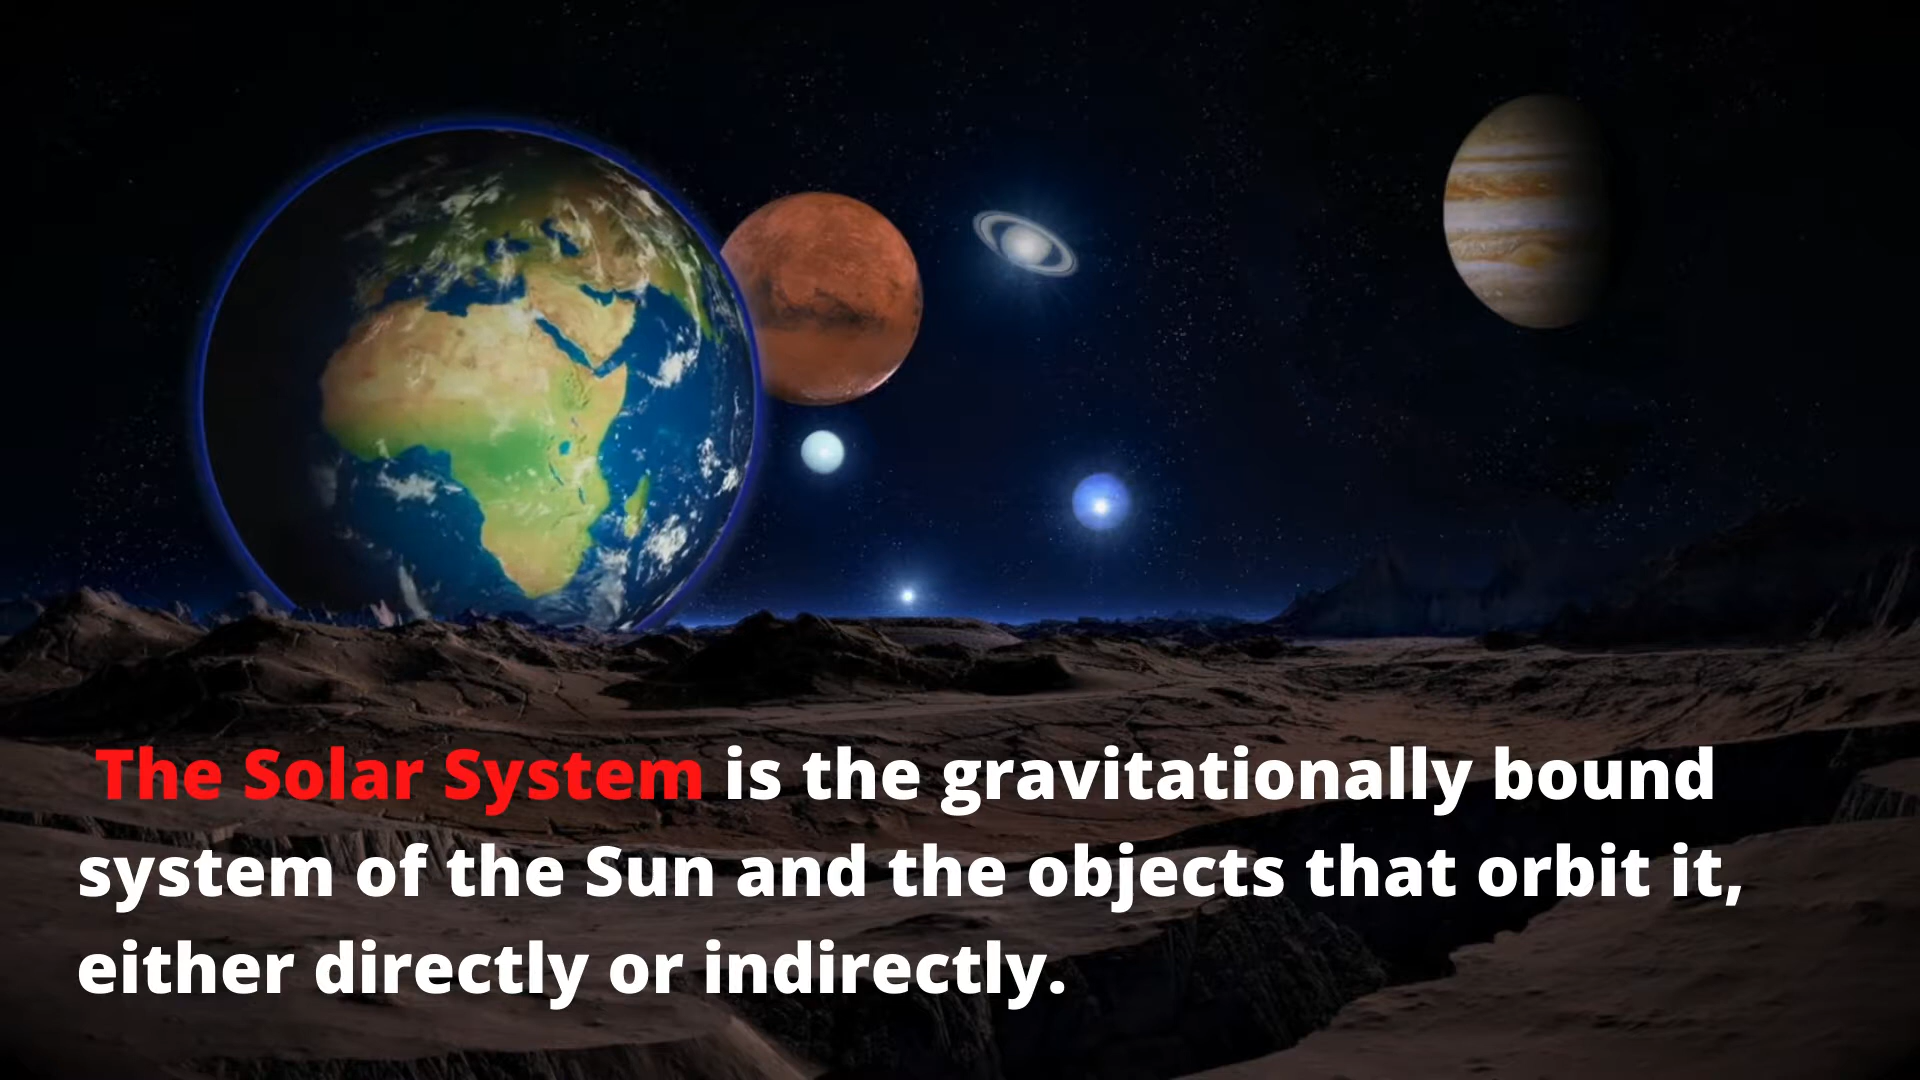 The Solar System is the gravitationally bound
system of the Sun and the objects that orbit it,
either directly or indirectly.